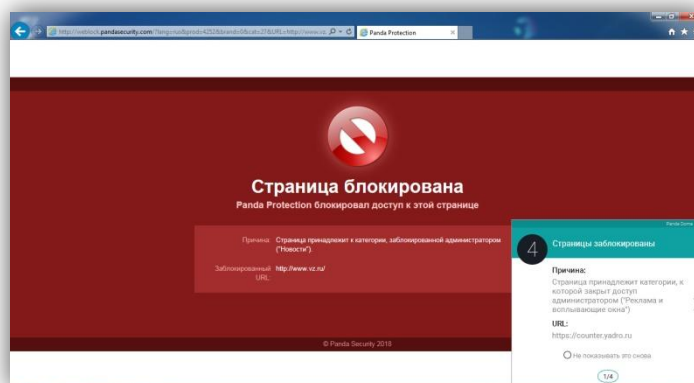 Panda Protection
Страница блокирована
Panda Protection блокировал доступ к этой странице
Причина: Страница принадлежит к категории, заблокированной администратором
("Новости").
Заблокированный http://www.vz.ru/
URL:
© Panda Security 2018
4
Страницы заблокированы
Причина:
Страница принадлежит категории, к
которой закрыт доступ
администратором ("Реклама и
всплывающие окна")
URL:
https://counter.yadro.ru
Не показывать это снова
1/4